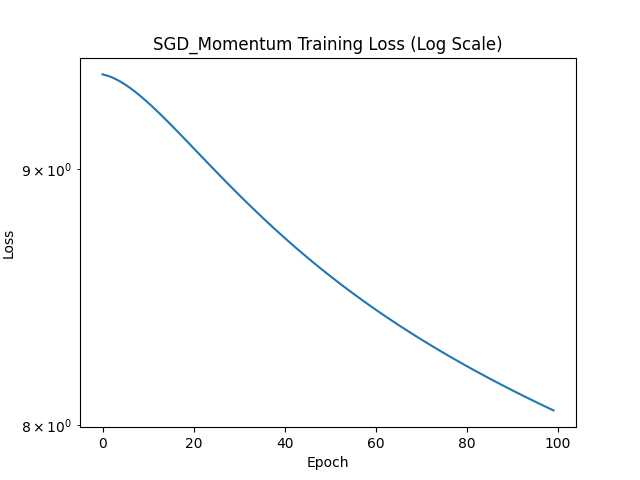 SGD_Momentum Training Loss (Log Scale)
9 × 10⁰
Loss
8 × 10⁰
0 20 40 60 80 100
Epoch